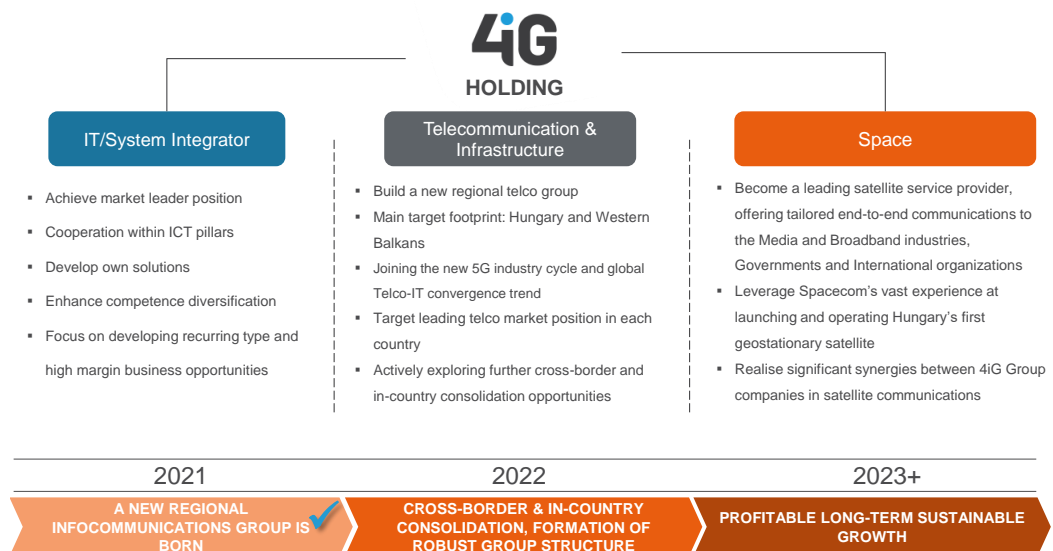 4iG
HOLDING
IT/System Integrator
▪ Achieve market leader position
▪ Cooperation within ICT pillars
▪ Develop own solutions
▪ Enhance competence diversification
▪ Focus on developing recurring type and
high margin business opportunities
Telecommunication &
Infrastructure
▪ Build a new regional telco group
▪ Main target footprint: Hungary and Western
Balkans
▪ Joining the new 5G industry cycle and global
Telco-IT convergence trend
▪ Target leading telco market position in each
country
▪ Actively exploring further cross-border and
in-country consolidation opportunities
Space
▪ Become a leading satellite service provider,
offering tailored end-to-end communications to
the Media and Broadband industries,
Governments and International organizations
▪ Leverage Spacecom’s vast experience at
launching and operating Hungary’s first
geostationary satellite
▪ Realise significant synergies between 4iG Group
companies in satellite communications
2021
2022
2023+
A NEW REGIONAL
INFOCOMMUNICATIONS GROUP IS
BORN
CROSS-BORDER & IN-COUNTRY
CONSOLIDATION, FORMATION OF
ROBUST GROUP STRUCTURE
PROFITABLE LONG-TERM SUSTAINABLE
GROWTH